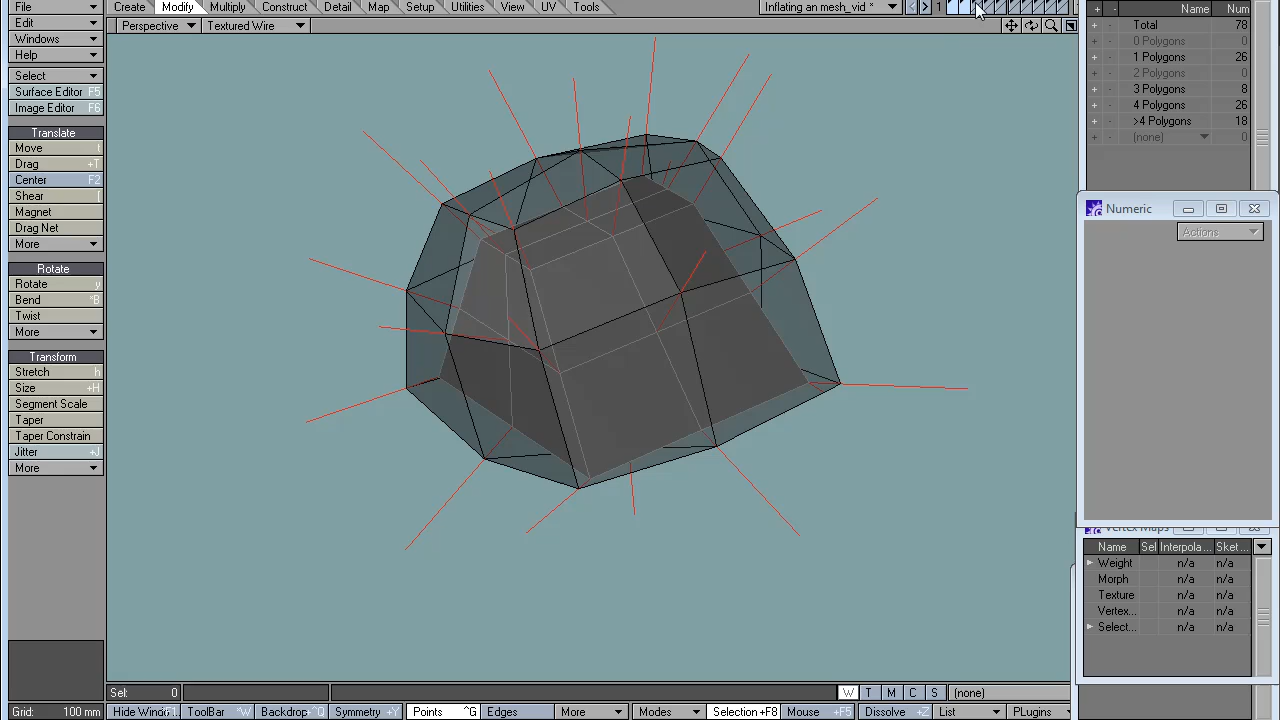 File
Edit
Windows
Help
Select
Surface Editor F5
Image Editor F6
Translate
Move t
Drag +T
Center F2
Shear [
Magnet
Drag Net
More
Rotate
Rotate y
Bend *B
Twist
More
Transform
Stretch h
Size +H
Segment Scale
Taper
Taper Constrain
Jitter +J
More
Grid: 100 mm
Create Modify Multiply Construct Detail Map Setup Utilities View UV Tools Inflating an mesh_vid * 1
Perspective Textured Wire
Name Num
Total 78
0 Polygons 0
1 Polygons 26
2 Polygons 0
3 Polygons 8
4 Polygons 26
>4 Polygons 18
(none) 0
Numeric
Actions
Vertex Maps
Name Sel Interpola... Sket...
Weight n/a n/a
Morph n/a n/a
Texture n/a n/a
Vertex... n/a n/a
Select... n/a n/a
Sel: 0 W T M C S (none)
Points ^G Edges More Modes Selection +F8 Mouse +F5 Dissolve +Z List PLugins
ToolBar *W Symmetry +Y